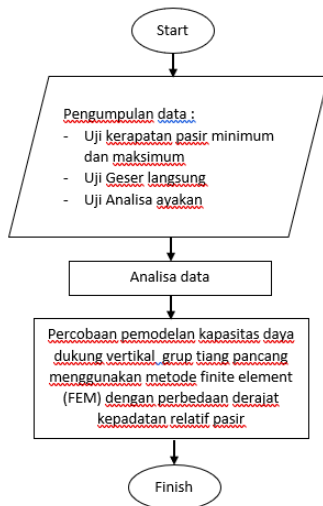 Start
Pengumpulan data :
- Uji kerapatan pasir minimum
dan maksimum
- Uji Geser langsung
- Uji Analisa ayakan
Analisa data
Percobaan pemodelan kapasitas daya
dukung vertikal grup tiang pancang
menggunakan metode finite element
(FEM) dengan perbedaan derajat
kepadatan relatif pasir
Finish